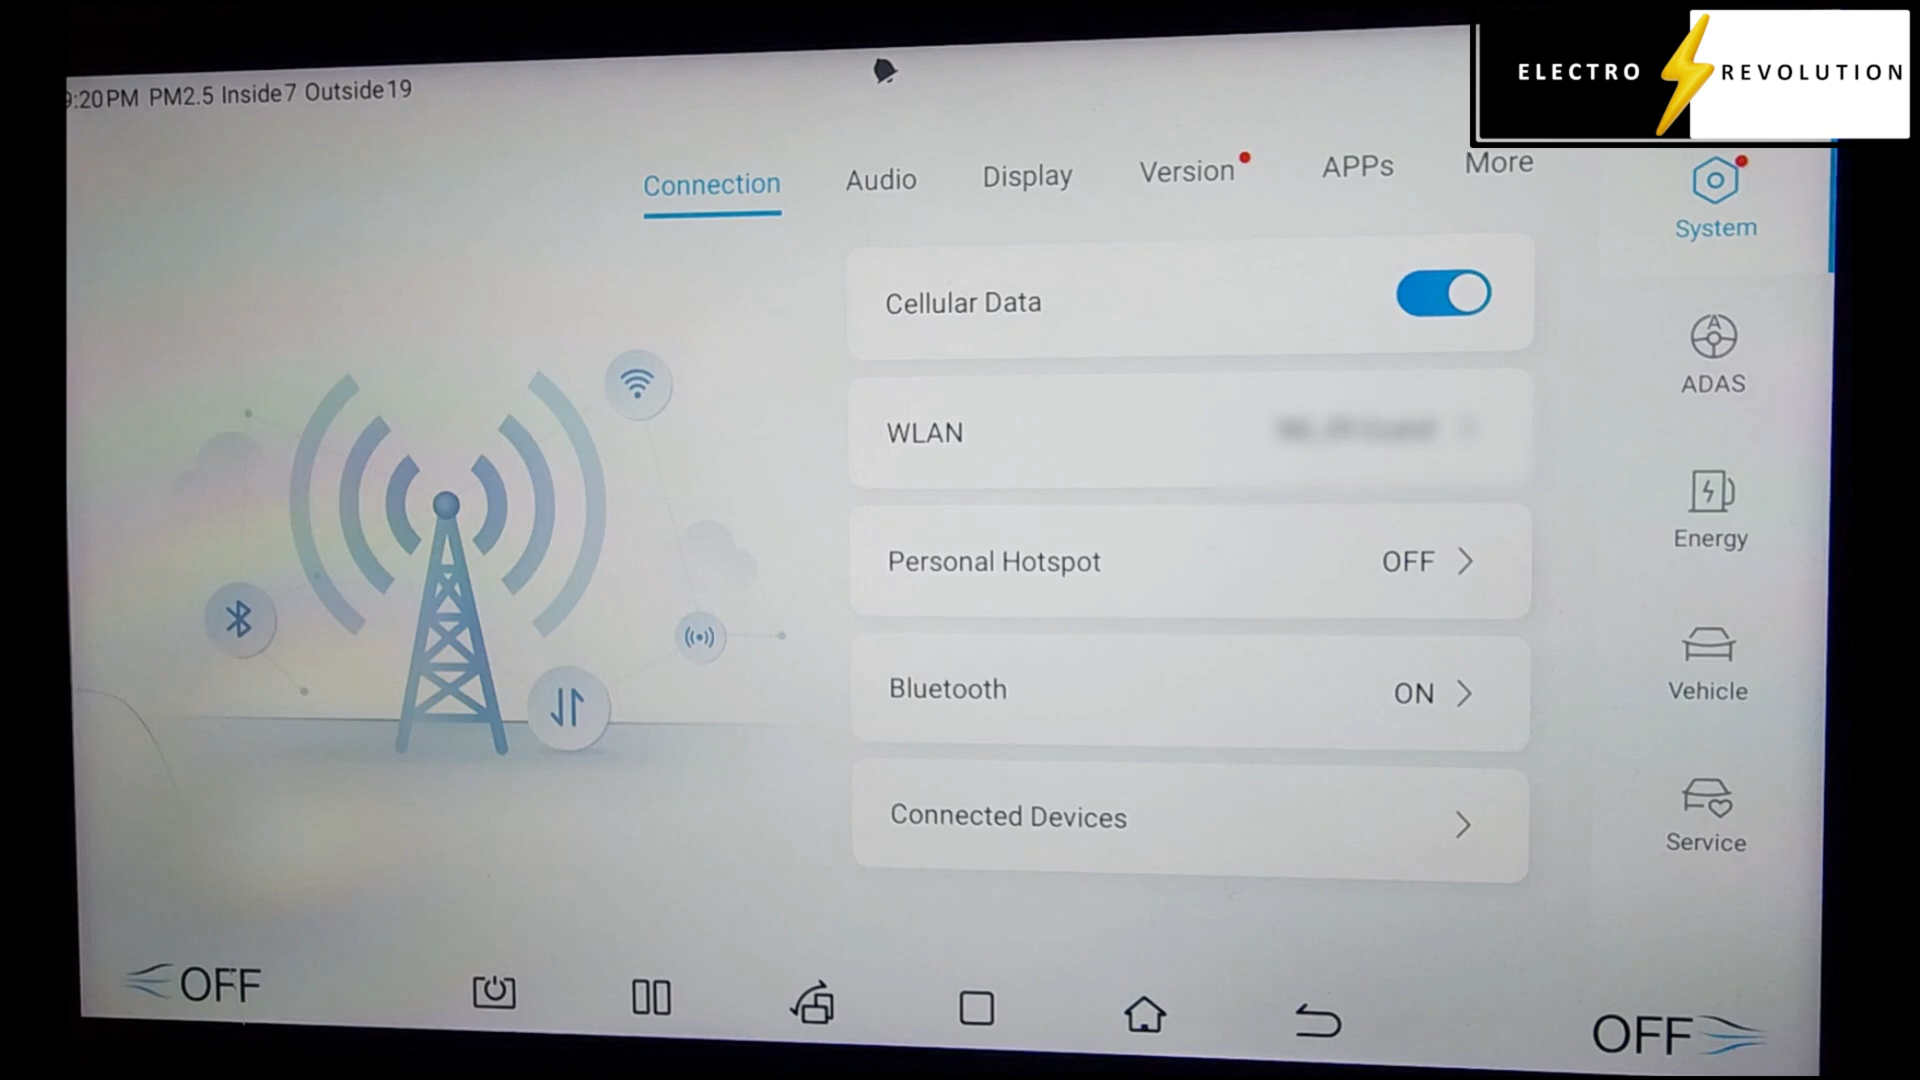 ELECTRO REVOLUTION
9:20PM PM2.5 Inside7 Outside19
Connection Audio Display Version APPs More
System
Cellular Data
ADAS
WLAN
Energy
Personal Hotspot OFF
Vehicle
Bluetooth ON
Service
Connected Devices
OFF
OFF